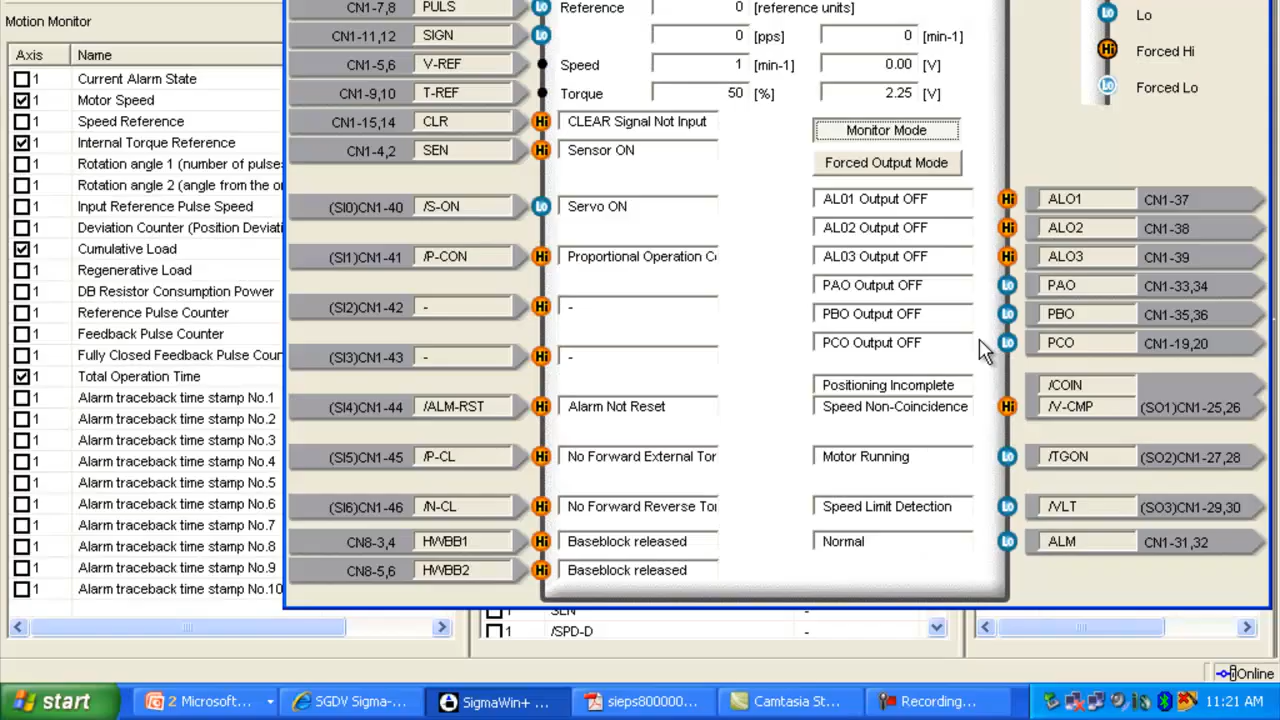 Motion Monitor
Axis Name
1 Current Alarm State
1 Motor Speed
1 Speed Reference
1 Internal Torque Reference
1 Rotation angle 1 (number of pulse
1 Rotation angle 2 (angle from the o
1 Input Reference Pulse Speed
1 Deviation Counter (Position Deviati
1 Cumulative Load
1 Regenerative Load
1 DB Resistor Consumption Power
1 Reference Pulse Counter
1 Feedback Pulse Counter
1 Fully Closed Feedback Pulse Cour
1 Total Operation Time
1 Alarm traceback time stamp No.1
1 Alarm traceback time stamp No.2
1 Alarm traceback time stamp No.3
1 Alarm traceback time stamp No.4
1 Alarm traceback time stamp No.5
1 Alarm traceback time stamp No.6
1 Alarm traceback time stamp No.7
1 Alarm traceback time stamp No.8
1 Alarm traceback time stamp No.9
1 Alarm traceback time stamp No.10
CN1-7,8 PULS Lo Reference 0 [reference units]
CN1-11,12 SIGN Lo 0 [pps] 0 [min-1]
CN1-5,6 V-REF Speed 1 [min-1] 0.00 [V]
CN1-9,10 T-REF Torque 50 [%] 2.25 [V]
CN1-15,14 CLR Hi CLEAR Signal Not Input
CN1-4,2 SEN Hi Sensor ON
(SI0)CN1-40 /S-ON Lo Servo ON
(SI1)CN1-41 /P-CON Hi Proportional Operation C
(SI2)CN1-42 - Hi -
(SI3)CN1-43 - Hi -
(SI4)CN1-44 /ALM-RST Hi Alarm Not Reset
(SI5)CN1-45 /P-CL Hi No Forward External Tor
(SI6)CN1-46 /N-CL Hi No Forward Reverse Tor
CN8-3,4 HWBB1 Hi Baseblock released
CN8-5,6 HWBB2 Hi Baseblock released
Monitor Mode
Forced Output Mode
AL01 Output OFF Hi ALO1 CN1-37
AL02 Output OFF Hi ALO2 CN1-38
AL03 Output OFF Hi ALO3 CN1-39
PAO Output OFF Lo PAO CN1-33,34
PBO Output OFF Lo PBO CN1-35,36
PCO Output OFF Lo PCO CN1-19,20
Positioning Incomplete /COIN
Speed Non-Coincidence Hi /V-CMP (SO1)CN1-25,26
Motor Running Lo /TGON (SO2)CN1-27,28
Speed Limit Detection Lo /VLT (SO3)CN1-29,30
Normal Lo ALM CN1-31,32
Lo Lo
Hi Forced Hi
Lo Forced Lo
1 SEN -
1 /SPD-D -
Online
start 2 Microsoft... SGDV Sigma-... SigmaWin+ ... sieps800000... Camtasia St... Recording... 11:21 AM